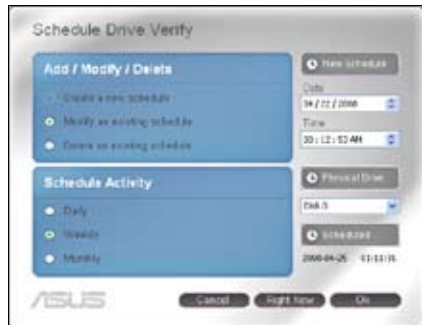 Schedule Drive Verify
Add / Modify / Delete
Create a new schedule
Modify an existing schedule
Delete an existing schedule
New schedule
Date
Time
Schedule Activity
Daily
Weekly
Monthly
Physical Drive
Scheduled
ASUS
Cancel
Right Now
Ok